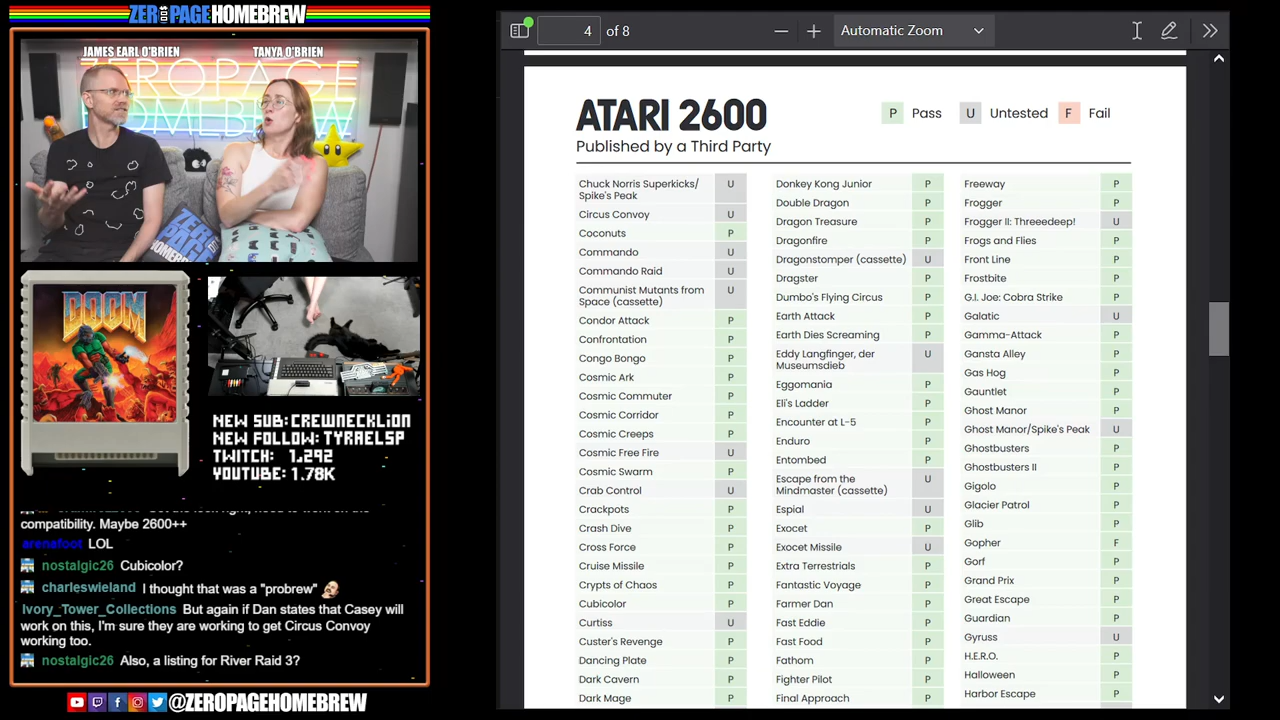 ZEROPAGEHOMEBREW
JAMES EARL O'BRIEN
TANYA O'BRIEN
ZEROPAGE
HOMEBREW
ZERO PAGE
HOMEBREW
DOOM
NEW SUB: CREWNECKLION
NEW FOLLOW: TYRAELSP
TWITCH: 1,292
YOUTUBE: 1.78K
compatibility. Maybe 2600++
arenafoot LOL
nostalgic26 Cubicolor?
charleswieland I thought that was a "probrew"
Ivory_Tower_Collections But again if Dan states that Casey will
work on this, I'm sure they are working to get Circus Convoy
working too.
nostalgic26 Also, a listing for River Raid 3?
@ZEROPAGEHOMEBREW
4 of 8
Automatic Zoom
ATARI 2600
Published by a Third Party
P Pass U Untested F Fail
Chuck Norris Superkicks/ U
Spike's Peak
Circus Convoy U
Coconuts P
Commando U
Commando Raid U
Communist Mutants from U
Space (cassette)
Condor Attack P
Confrontation P
Congo Bongo P
Cosmic Ark P
Cosmic Commuter P
Cosmic Corridor P
Cosmic Creeps P
Cosmic Free Fire U
Cosmic Swarm P
Crab Control U
Crackpots P
Crash Dive P
Cross Force P
Cruise Missile P
Crypts of Chaos P
Cubicolor P
Curtiss U
Custer's Revenge P
Dancing Plate P
Dark Cavern P
Dark Mage P
Donkey Kong Junior P
Double Dragon P
Dragon Treasure P
Dragonfire P
Dragonstomper (cassette) U
Dragster P
Dumbo's Flying Circus P
Earth Attack P
Earth Dies Screaming P
Eddy Langfinger, der U
Museumsdieb
Eggomania P
Eli's Ladder P
Encounter at L-5 P
Enduro P
Entombed P
Escape from the U
Mindmaster (cassette)
Espial U
Exocet P
Exocet Missile U
Extra Terrestrials P
Fantastic Voyage P
Farmer Dan P
Fast Eddie P
Fast Food P
Fathom P
Fighter Pilot P
Final Approach P
Freeway P
Frogger P
Frogger II: Threeedeep! U
Frogs and Flies P
Front Line P
Frostbite P
G.I. Joe: Cobra Strike P
Galatic U
Gamma-Attack P
Gansta Alley P
Gas Hog P
Gauntlet P
Ghost Manor P
Ghost Manor/Spike's Peak U
Ghostbusters P
Ghostbusters II P
Gigolo P
Glacier Patrol P
Glib P
Gopher F
Gorf P
Grand Prix P
Great Escape P
Guardian P
Gyruss U
H.E.R.O. P
Halloween P
Harbor Escape P